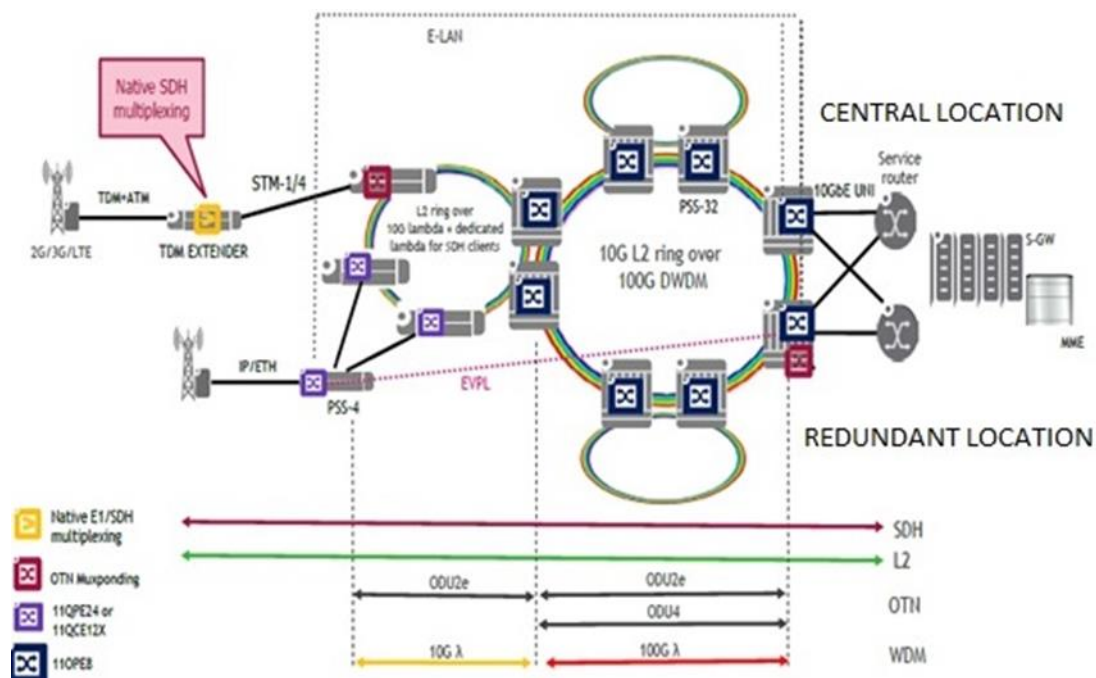 E-LAN
Native SDH
multiplexing
CENTRAL LOCATION
Service
router
TDM+ATM
STM-1/4
10GbE UNI
L2 ring over
10G lambda + dedicated
lambda for SDH clients
PSS-32
S-GW
2G/3G/LTE
TDM EXTENDER
10G L2 ring over
100G DWDM
MME
IP/ETH
EVPL
PSS-4
REDUNDANT LOCATION
Native E1/SDH
multiplexing
SDH
L2
OTN Muxponding
ODU2e
ODU2e
OTN
11QPE24 or
11QCE12X
ODU4
10G λ
100G λ
WDM
11OPE8